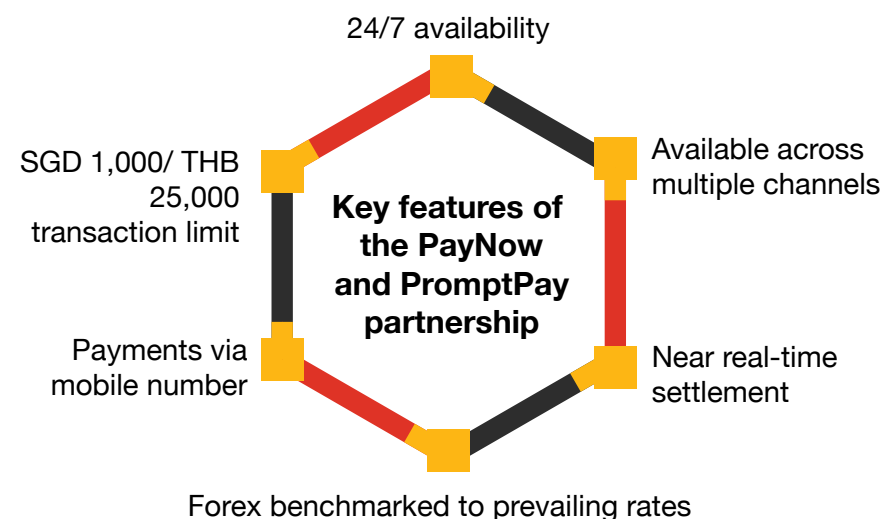 24/7 availability
Available across
multiple channels
SGD 1,000/ THB
25,000
transaction limit
Key features of
the PayNow
and PromptPay
partnership
Payments via
mobile number
Near real-time
settlement
Forex benchmarked to prevailing rates